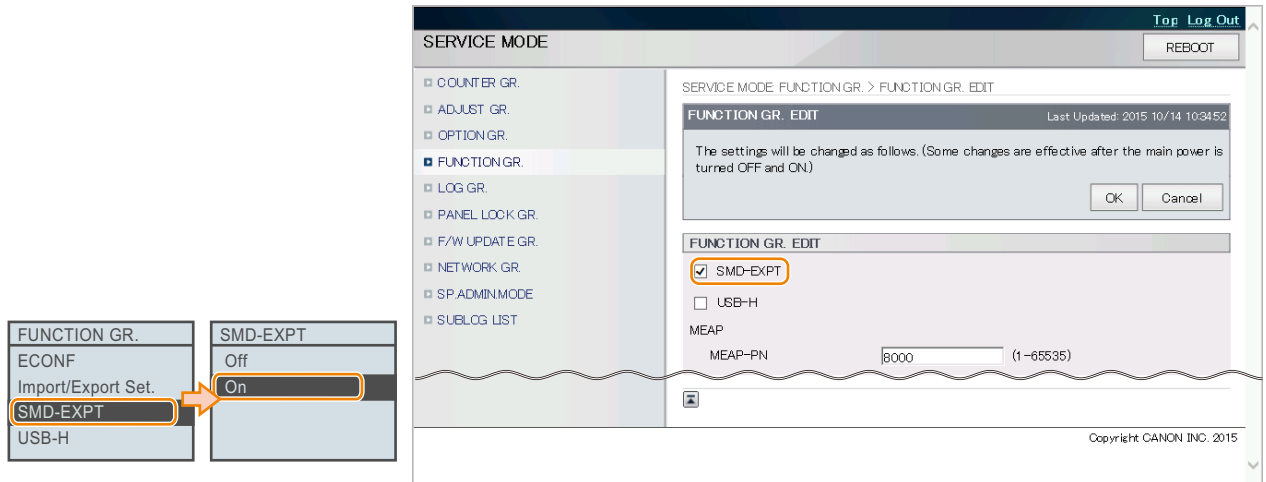 Top Log Out
SERVICE MODE
REBOOT
COUNTER GR.
ADJUST GR.
OPTION GR.
FUNCTION GR.
LOG GR.
PANEL LOCK GR.
F/W UPDATE GR.
NETWORK GR.
SP.ADMIN.MODE
SUBLOG LIST
SERVICE MODE: FUNCTION GR. > FUNCTION GR. EDIT
FUNCTION GR. EDIT Last Updated: 2015 10/14 10:34:52
The settings will be changed as follows. (Some changes are effective after the main power is
turned OFF and ON.)
OK Cancel
FUNCTION GR. EDIT
SMD-EXPT
USB-H
MEAP
MEAP-PN 8000 (1-65535)
Copyright CANON INC. 2015
FUNCTION GR.
ECONF
Import/Export Set.
SMD-EXPT
USB-H
SMD-EXPT
Off
On